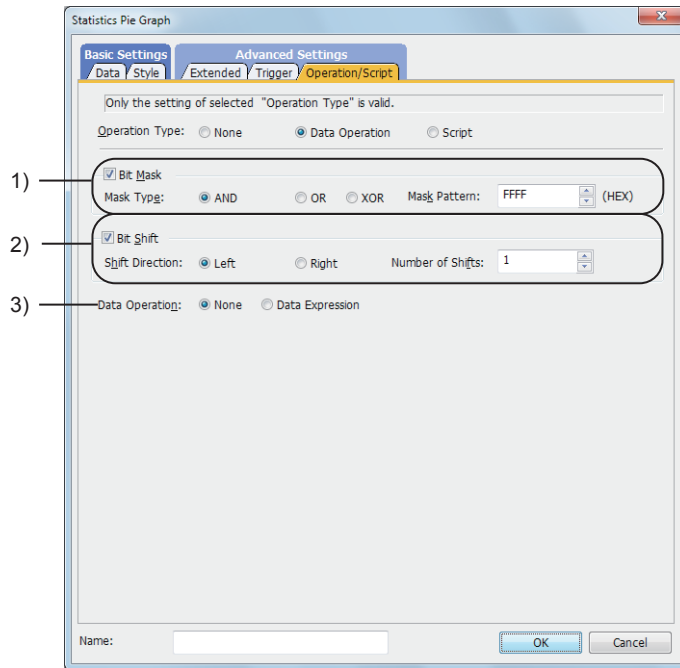 Statistics Pie Graph
Basic Settings Advanced Settings
Data Style Extended Trigger Operation/Script
Only the setting of selected "Operation Type" is valid.
Operation Type: None Data Operation Script
1)
Bit Mask
Mask Type: AND OR XOR Mask Pattern: FFFF (HEX)
2)
Bit Shift
Shift Direction: Left Right Number of Shifts: 1
3) Data Operation: None Data Expression
Name: OK Cancel